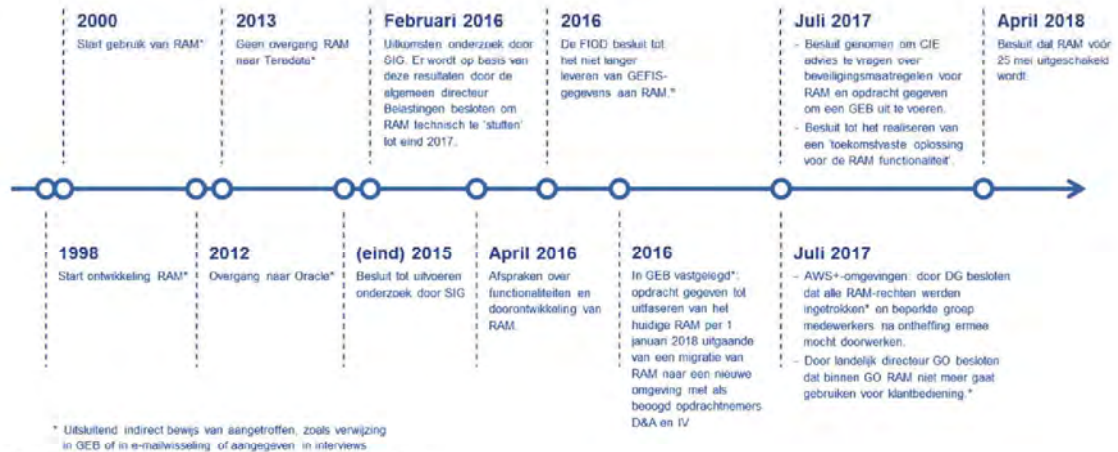 2000
Start gebruik van RAM*
2013
Geen overgang RAM
naar Teradata*
Februari 2016
Uitkomsten onderzoek door
SIG. Er wordt op basis van
deze resultaten door de
algemeen directeur
Belastingen besloten om
RAM technisch te 'stutten'
tot eind 2017.
2016
De FIOD besluit tot
het niet langer
leveren van GEFIS-
gegevens aan RAM.*
Juli 2017
- Besluit genomen om CIE
advies te vragen over
beveiligingsmaatregelen voor
RAM en opdracht gegeven
om een GEB uit te voeren.
- Besluit tot het realiseren van
een 'toekomstvaste oplossing
voor de RAM functionaliteit'.
April 2018
Besluit dat RAM vóór
25 mei uitgeschakeld
wordt
1998
Start ontwikkeling RAM*
2012
Overgang naar Oracle*
(eind) 2015
Besluit tot uitvoeren
onderzoek door SIG
April 2016
Afspraken over
functionaliteiten en
doorontwikkeling van
RAM.
2016
In GEB vastgelegd*:
opdracht gegeven tot
uitfaseren van het
huidige RAM per 1
januari 2018 uitgaande
van een migratie van
RAM naar een nieuwe
omgeving met als
beoogd opdrachtnemers
D&A en IV
Juli 2017
- AWS+-omgevingen: door DG besloten
dat alle RAM-rechten werden
ingetrokken* en beperkte groep
medewerkers na ontheffing ermee
mocht doorwerken.
- Door landelijk directeur GO besloten
dat binnen GO RAM niet meer gaat
gebruiken voor klantbediening.*
* Uitsluitend indirect bewijs van aangetroffen, zoals verwijzing
in GEB of in e-mailwisseling of aangegeven in interviews